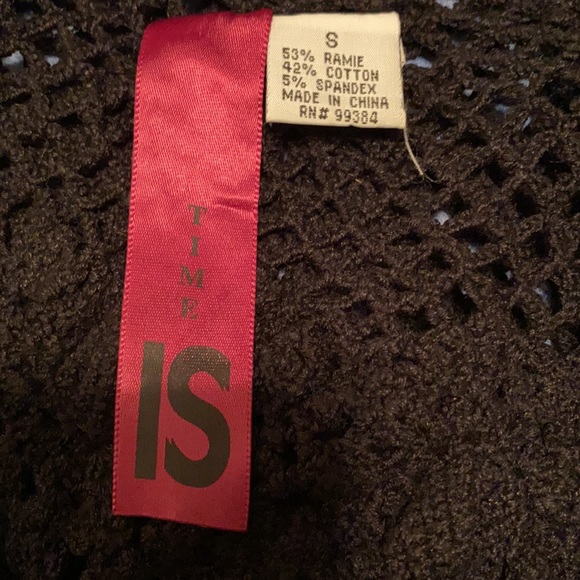 TIME
IS
S
53% RAMIE
42% COTTON
5% SPANDEX
MADE IN CHINA
RN# 99384